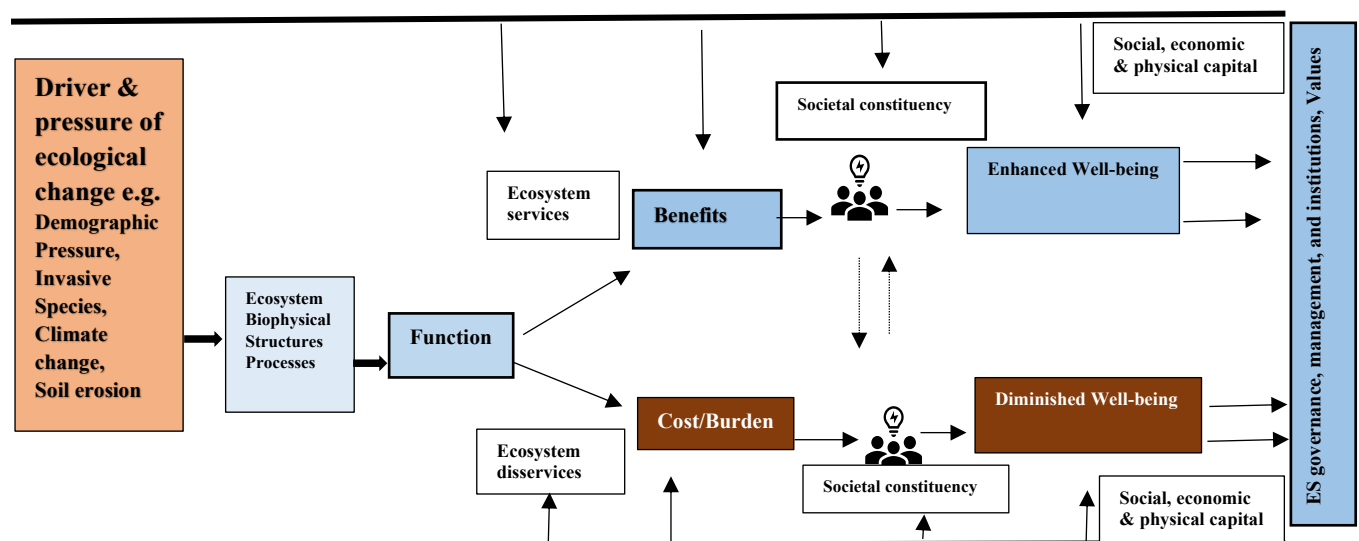 Driver &
pressure of
ecological
change e.g.
Demographic
Pressure,
Invasive
Species,
Climate
change,
Soil erosion
Ecosystem
Biophysical
Structures
Processes
Function
Ecosystem
services
Benefits
Societal constituency
Enhanced Well-being
Social, economic
& physical capital
Ecosystem
disservices
Cost/Burden
Societal constituency
Diminished Well-being
Social, economic
& physical capital
ES governance, management, and institutions, Values